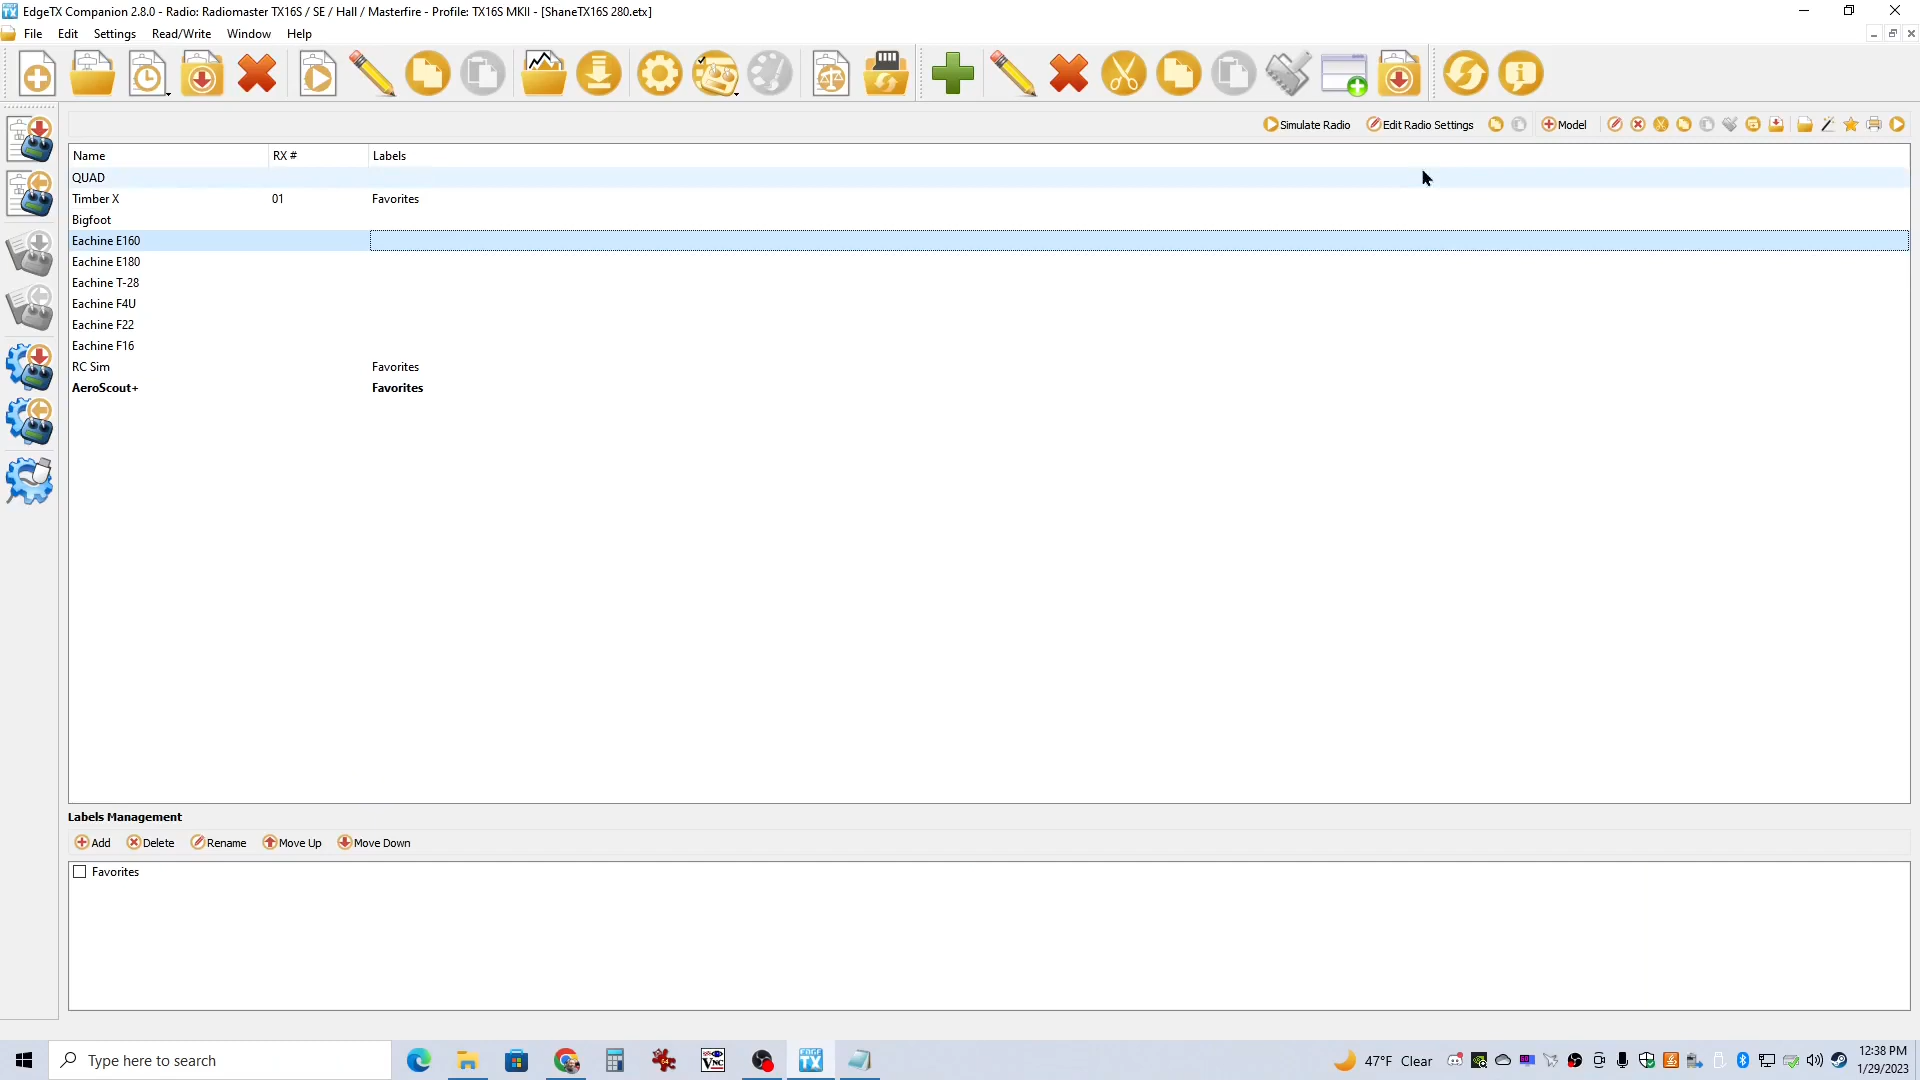 EdgeTX Companion 2.8.0 - Radio: Radiomaster TX16S / SE / Hall / Masterfire - Profile: TX16S MKII - [ShaneTX16S 280.etx]
File Edit Settings Read/Write Window Help
Simulate Radio Edit Radio Settings Model
Name RX # Labels
QUAD
Timber X 01 Favorites
Bigfoot
Eachine E160
Eachine E180
Eachine T-28
Eachine F4U
Eachine F22
Eachine F16
RC Sim Favorites
AeroScout+ Favorites
Labels Management
Add Delete Rename Move Up Move Down
Favorites
Type here to search
EDGE TX
47°F Clear
12:38 PM
1/29/2023